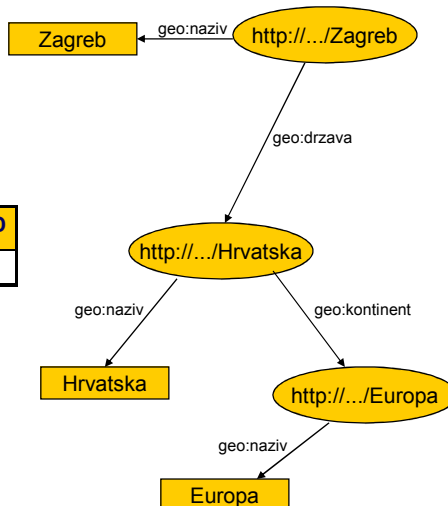 Zagreb
geo:naziv
http://.../Zagreb
geo:drzava
http://.../Hrvatska
geo:naziv
geo:kontinent
Hrvatska
http://.../Europa
geo:naziv
Europa